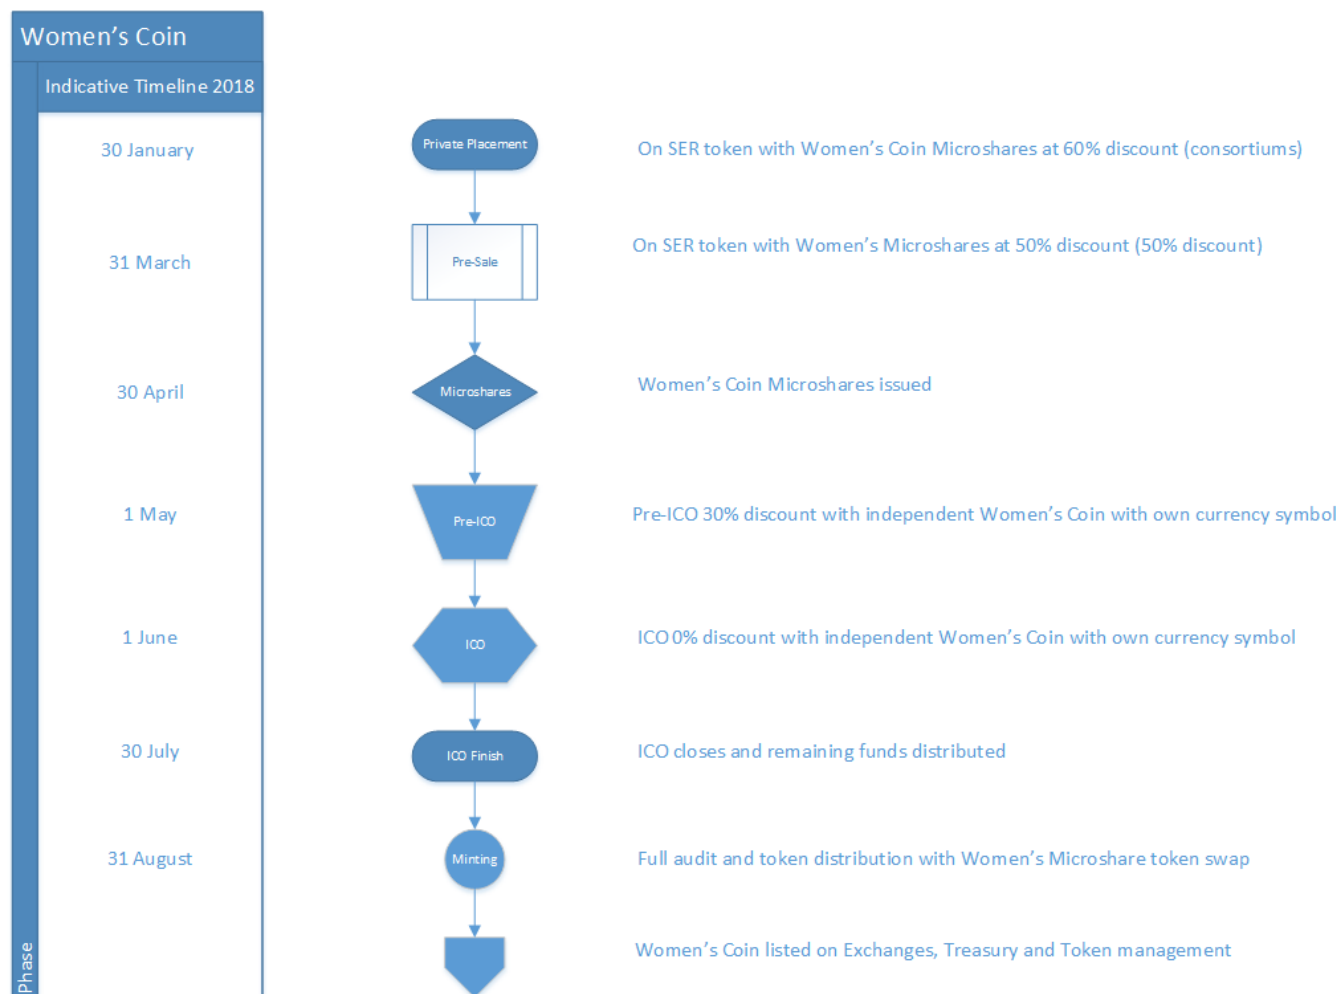 Women's Coin
Indicative Timeline 2018
30 January
Private Placement
On SER token with Women's Coin Microshares at 60% discount (consortiums)
31 March
Pre-Sale
On SER token with Women's Microshares at 50% discount (50% discount)
30 April
Microshares
Women's Coin Microshares issued
1 May
Pre-ICO
Pre-ICO 30% discount with independent Women's Coin with own currency symbol
1 June
ICO
ICO 0% discount with independent Women's Coin with own currency symbol
30 July
ICO Finish
ICO closes and remaining funds distributed
31 August
Minting
Full audit and token distribution with Women's Microshare token swap
Women's Coin listed on Exchanges, Treasury and Token management
Phase